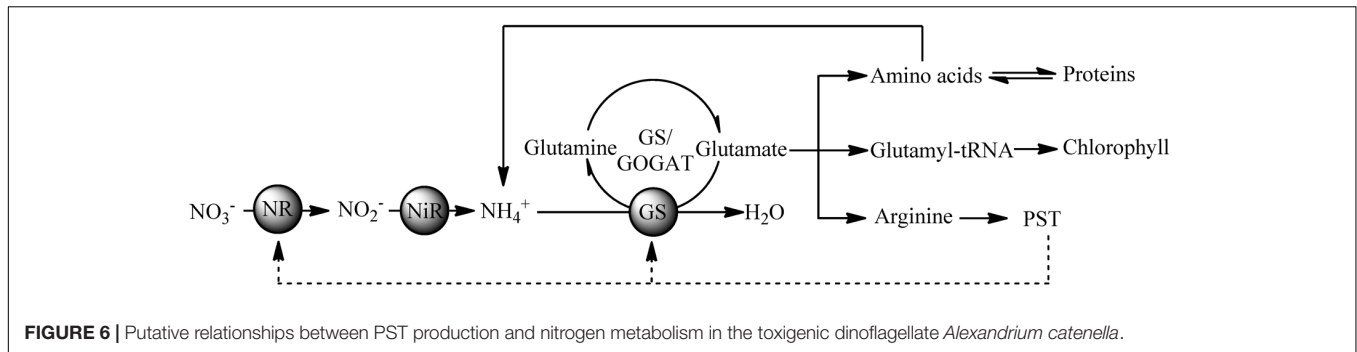 Amino acids
Proteins
Glutamine
GS/
GOGAT
Glutamate
Glutamyl-tRNA
Chlorophyll
NO₃⁻
NR
NO₂⁻
NiR
NH₄⁺
GS
H₂O
Arginine
PST
FIGURE 6 | Putative relationships between PST production and nitrogen metabolism in the toxigenic dinoflagellate Alexandrium catenella.